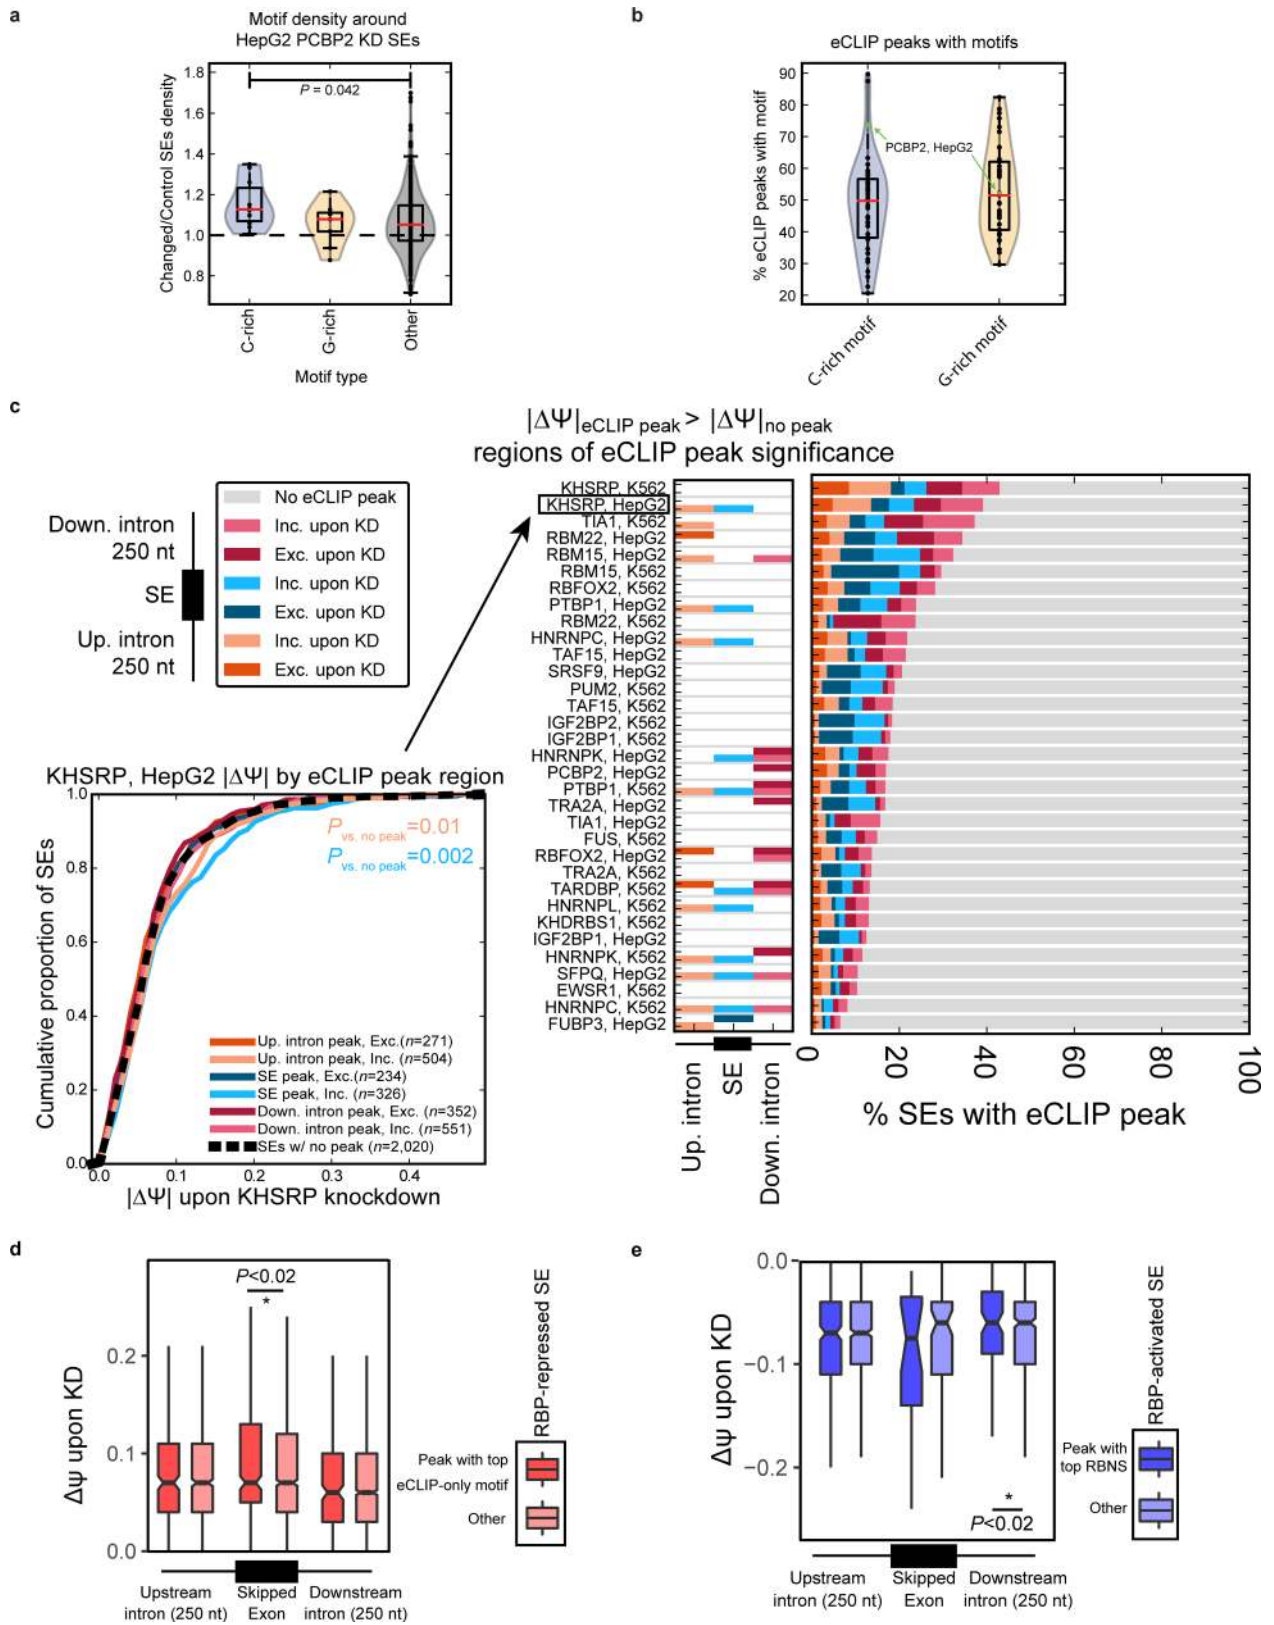 a
Motif density around
HepG2 PCBP2 KD SEs
Changed/Control SEs density
1.8
1.6
1.4
1.2
1.0
0.8
P = 0.042
C-rich
G-rich
Other
Motif type
b
eCLIP peaks with motifs
% eCLIP peaks with motif
90
80
70
60
50
40
30
20
PCBP2, HepG2
C-rich motif
G-rich motif
c
|ΔΨ|eCLIP peak > |ΔΨ|no peak
regions of eCLIP peak significance
Down. intron
250 nt
SE
Up. intron
250 nt
No eCLIP peak
Inc. upon KD
Exc. upon KD
Inc. upon KD
Exc. upon KD
Inc. upon KD
Exc. upon KD
KHSRP, K562
KHSRP, HepG2
TIA1, K562
RBM22, HepG2
RBM15, HepG2
RBM15, K562
RBFOX2, K562
PTBP1, HepG2
RBM22, K562
HNRNPC, HepG2
TAF15, HepG2
SRSF9, HepG2
PUM2, K562
TAF15, K562
IGF2BP2, K562
IGF2BP1, K562
HNRNPK, HepG2
PCBP2, HepG2
PTBP1, K562
TRA2A, HepG2
TIA1, K562
FUS, K562
RBFOX2, HepG2
TRA2A, K562
TARDBP, K562
HNRNPL, K562
KHDRBS1, K562
IGF2BP1, HepG2
HNRNPK, K562
SFPQ, HepG2
EWSR1, K562
HNRNPC, K562
FUBP3, HepG2
Up. intron
SE
Down. intron
0
20
40
60
80
100
% SEs with eCLIP peak
KHSRP, HepG2 |ΔΨ| by eCLIP peak region
Cumulative proportion of SEs
1.0
0.8
0.6
0.4
0.2
0.0
P vs. no peak=0.01
P vs. no peak=0.002
Up. intron peak, Exc.(n=271)
Up. intron peak, Inc. (n=504)
SE peak, Exc.(n=234)
SE peak, Inc. (n=326)
Down. intron peak, Exc. (n=352)
Down. intron peak, Inc. (n=551)
SEs w/ no peak (n=2,020)
0.0
0.1
0.2
0.3
0.4
|ΔΨ| upon KHSRP knockdown
d
Δψ upon KD
0.2
0.1
0.0
P<0.02
*
Upstream
intron (250 nt)
Skipped
Exon
Downstream
intron (250 nt)
RBP-repressed SE
Peak with top
eCLIP-only motif
Other
e
Δψ upon KD
0.0
−0.1
−0.2
*
P<0.02
Upstream
intron (250 nt)
Skipped
Exon
Downstream
intron (250 nt)
RBP-activated SE
Peak with
top RBNS
Other